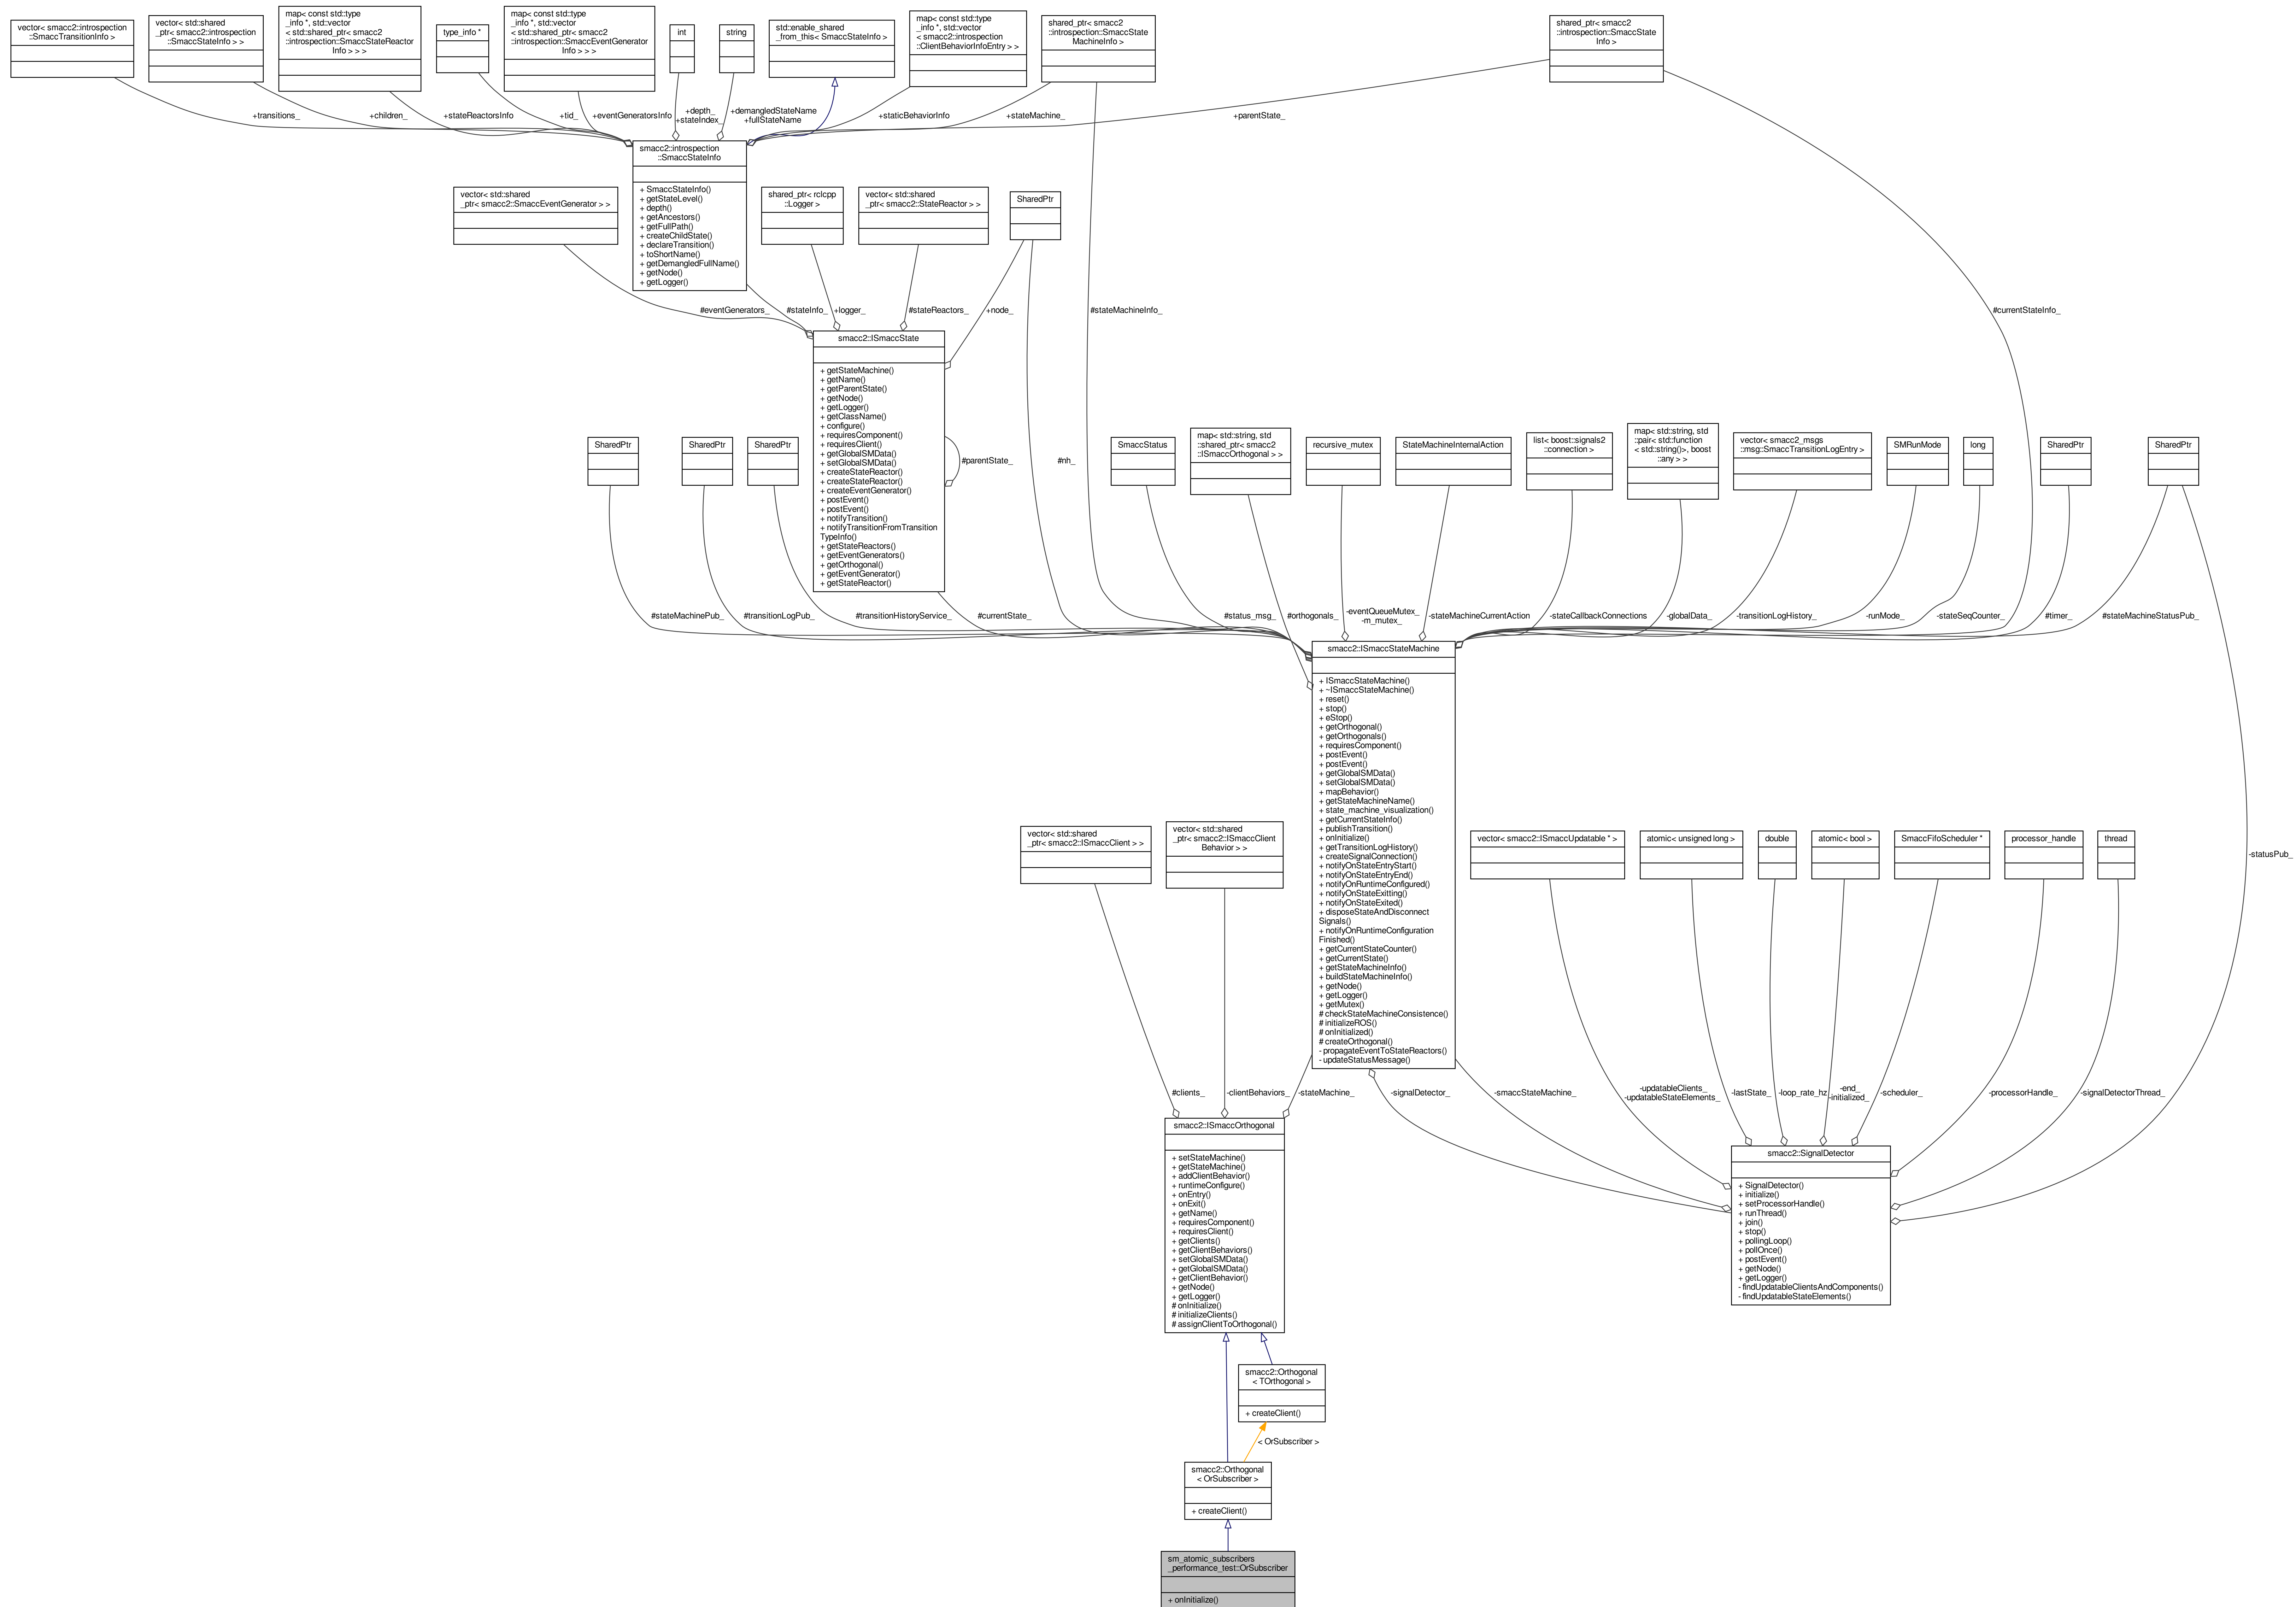 vector< smacc2::introspection
::SmaccTransitionInfo >
vector< std::shared
_ptr< smacc2::introspection
::SmaccStateInfo > >
map< const std::type
_info *, std::vector
< std::shared_ptr< smacc2
::introspection::SmaccStateReactor
Info > > >
type_info *
map< const std::type
_info *, std::vector
< std::shared_ptr< smacc2
::introspection::SmaccEventGenerator
Info > > >
int
string
std::enable_shared
_from_this< SmaccStateInfo >
map< const std::type
_info *, std::vector
< smacc2::introspection
::ClientBehaviorInfoEntry > >
shared_ptr< smacc2
::introspection::SmaccState
MachineInfo >
shared_ptr< smacc2
::introspection::SmaccState
Info >
+transitions_
+children_
+stateReactorsInfo
+tid_
+eventGeneratorsInfo
+depth_
+stateIndex_
+demangledStateName
+fullStateName
+staticBehaviorInfo
+stateMachine_
+parentState_
smacc2::introspection
::SmaccStateInfo
+ SmaccStateInfo()
+ getStateLevel()
+ depth()
+ getAncestors()
+ getFullPath()
+ createChildState()
+ declareTransition()
+ toShortName()
+ getDemangledFullName()
+ getNode()
+ getLogger()
vector< std::shared
_ptr< smacc2::SmaccEventGenerator > >
shared_ptr< rclcpp
::Logger >
vector< std::shared
_ptr< smacc2::StateReactor > >
SharedPtr
#eventGenerators_
#stateInfo_
+logger_
#stateReactors_
+node_
#stateMachineInfo_
#currentStateInfo_
smacc2::ISmaccState
+ getStateMachine()
+ getName()
+ getParentState()
+ getNode()
+ getLogger()
+ getClassName()
+ configure()
+ requiresComponent()
+ requiresClient()
+ getGlobalSMData()
+ setGlobalSMData()
+ createStateReactor()
+ createStateReactor()
+ createEventGenerator()
+ postEvent()
+ postEvent()
+ notifyTransition()
+ notifyTransitionFromTransition
TypeInfo()
+ getStateReactors()
+ getEventGenerators()
+ getOrthogonal()
+ getEventGenerator()
+ getStateReactor()
#parentState_
#nh_
SharedPtr
SharedPtr
SharedPtr
SmaccStatus
map< std::string, std
::shared_ptr< smacc2
::ISmaccOrthogonal > >
recursive_mutex
StateMachineInternalAction
list< boost::signals2
::connection >
map< std::string, std
::pair< std::function
< std::string()>, boost
::any > >
vector< smacc2_msgs
::msg::SmaccTransitionLogEntry >
SMRunMode
long
SharedPtr
SharedPtr
#stateMachinePub_
#transitionLogPub_
#transitionHistoryService_
#currentState_
#status_msg_
#orthogonals_
-eventQueueMutex_
-m_mutex_
-stateMachineCurrentAction
-stateCallbackConnections
-globalData_
-transitionLogHistory_
-runMode_
-stateSeqCounter_
#timer_
#stateMachineStatusPub_
smacc2::ISmaccStateMachine
+ ISmaccStateMachine()
+ ~ISmaccStateMachine()
+ reset()
+ stop()
+ eStop()
+ getOrthogonal()
+ getOrthogonals()
+ requiresComponent()
+ postEvent()
+ postEvent()
+ getGlobalSMData()
+ setGlobalSMData()
+ mapBehavior()
+ getStateMachineName()
+ state_machine_visualization()
+ getCurrentStateInfo()
+ publishTransition()
+ onInitialize()
+ getTransitionLogHistory()
+ createSignalConnection()
+ notifyOnStateEntryStart()
+ notifyOnStateEntryEnd()
+ notifyOnRuntimeConfigured()
+ notifyOnStateExitting()
+ notifyOnStateExited()
+ disposeStateAndDisconnect
Signals()
+ notifyOnRuntimeConfiguration
Finished()
+ getCurrentStateCounter()
+ getCurrentState()
+ getStateMachineInfo()
+ buildStateMachineInfo()
+ getNode()
+ getLogger()
+ getMutex()
# checkStateMachineConsistence()
# initializeROS()
# onInitialized()
# createOrthogonal()
- propagateEventToStateReactors()
- updateStatusMessage()
vector< std::shared
_ptr< smacc2::ISmaccClient > >
vector< std::shared
_ptr< smacc2::ISmaccClient
Behavior > >
vector< smacc2::ISmaccUpdatable * >
atomic< unsigned long >
double
atomic< bool >
SmaccFifoScheduler *
processor_handle
thread
-statusPub_
#clients_
-clientBehaviors_
-stateMachine_
-signalDetector_
-smaccStateMachine_
-updatableClients_
-updatableStateElements_
-lastState_
-loop_rate_hz
-end_
-initialized_
-scheduler_
-processorHandle_
-signalDetectorThread_
smacc2::ISmaccOrthogonal
+ setStateMachine()
+ getStateMachine()
+ addClientBehavior()
+ runtimeConfigure()
+ onEntry()
+ onExit()
+ getName()
+ requiresComponent()
+ requiresClient()
+ getClients()
+ getClientBehaviors()
+ setGlobalSMData()
+ getGlobalSMData()
+ getClientBehavior()
+ getNode()
+ getLogger()
# onInitialize()
# initializeClients()
# assignClientToOrthogonal()
smacc2::SignalDetector
+ SignalDetector()
+ initialize()
+ setProcessorHandle()
+ runThread()
+ join()
+ stop()
+ pollingLoop()
+ pollOnce()
+ postEvent()
+ getNode()
+ getLogger()
- findUpdatableClientsAndComponents()
- findUpdatableStateElements()
smacc2::Orthogonal
< TOrthogonal >
+ createClient()
< OrSubscriber >
smacc2::Orthogonal
< OrSubscriber >
+ createClient()
sm_atomic_subscribers
_performance_test::OrSubscriber
+ onInitialize()